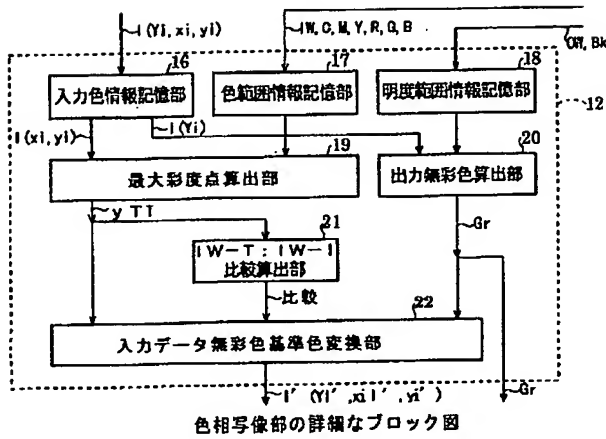 I(Yi, xi, yi)
IW, C, M, Y, R, G, B
OW, Bk
16
17
18
12
入力色情報記憶部
色範囲情報記憶部
明度範囲情報記憶部
I(xi, yi)
I(Yi)
19
20
最大彩度点算出部
出力無彩色算出部
y TT
21
Gr
IW-T:IW-I
比較算出部
比較
22
入力データ無彩色基準色変換部
I'(YI', xiI', yi')
Gr
色相写像部の詳細なブロック図